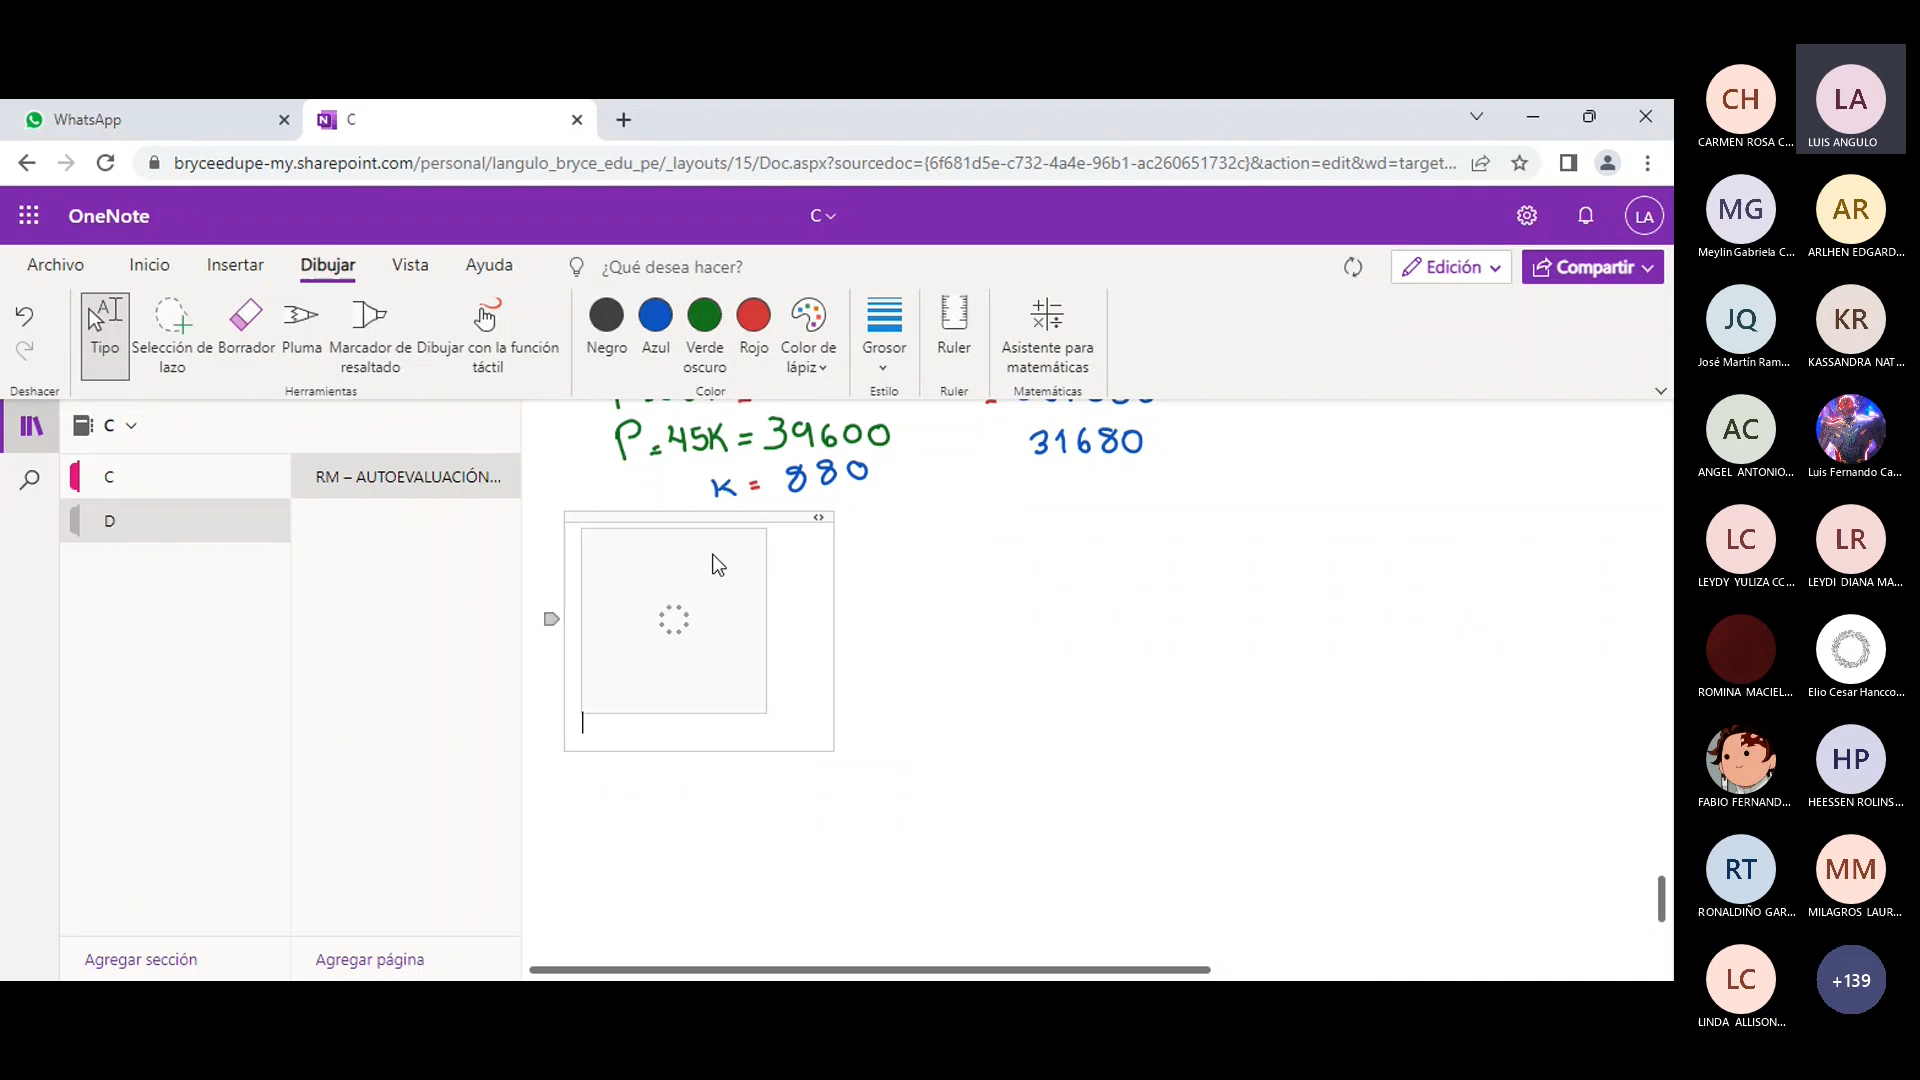 WhatsApp
C
bryceedupe-my.sharepoint.com/personal/langulo_bryce_edu_pe/_layouts/15/Doc.aspx?sourcedoc={6f681d5e-c732-4a4e-96b1-ac260651732c}&action=edit&wd=target...
OneNote
C
LA
Archivo
Inicio
Insertar
Dibujar
Vista
Ayuda
¿Qué desea hacer?
Edición
Compartir
Tipo
Selección de lazo
Borrador
Pluma
Marcador de resaltado
Dibujar con la función táctil
Negro
Azul
Verde oscuro
Rojo
Color de lápiz
Grosor
Ruler
Asistente para matemáticas
Deshacer
Herramientas
Color
Estilo
Ruler
Matemáticas
C
C
D
RM – AUTOEVALUACIÓN...
Agregar sección
Agregar página
P = 45K = 39600
K = 880
31680
CH
CARMEN ROSA C...
LA
LUIS ANGULO
MG
Meylin Gabriela C...
AR
ARLHEN EDGARD...
JQ
José Martín Ram...
KR
KASSANDRA NAT...
AC
ANGEL ANTONIO...
Luis Fernando Ca...
LC
LEYDY YULIZA CC...
LR
LEYDI DIANA MA...
ROMINA MACIEL...
Elio Cesar Hancco...
FABIO FERNAND...
HP
HEESSEN ROLINS...
RT
RONALDIÑO GAR...
MM
MILAGROS LAUR...
LC
LINDA ALLISON...
+139